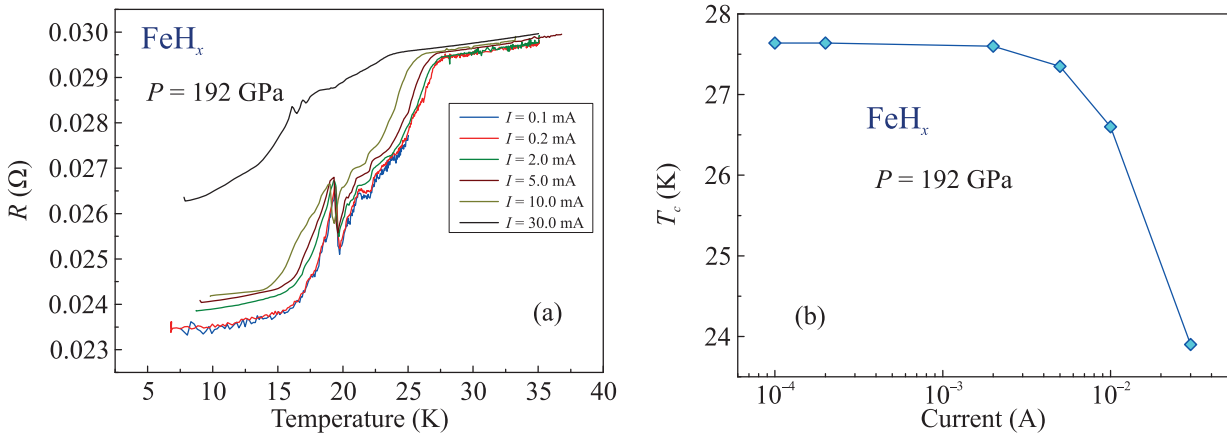 0.030
0.029
0.028
0.027
0.026
0.025
0.024
0.023
R (Ω)
FeHₓ
P = 192 GPa
I = 0.1 mA
I = 0.2 mA
I = 2.0 mA
I = 5.0 mA
I = 10.0 mA
I = 30.0 mA
(a)
5 10 15 20 25 30 35 40
Temperature (K)
28
27
26
25
24
T_c (K)
FeHₓ
P = 192 GPa
(b)
10⁻⁴ 10⁻³ 10⁻²
Current (A)